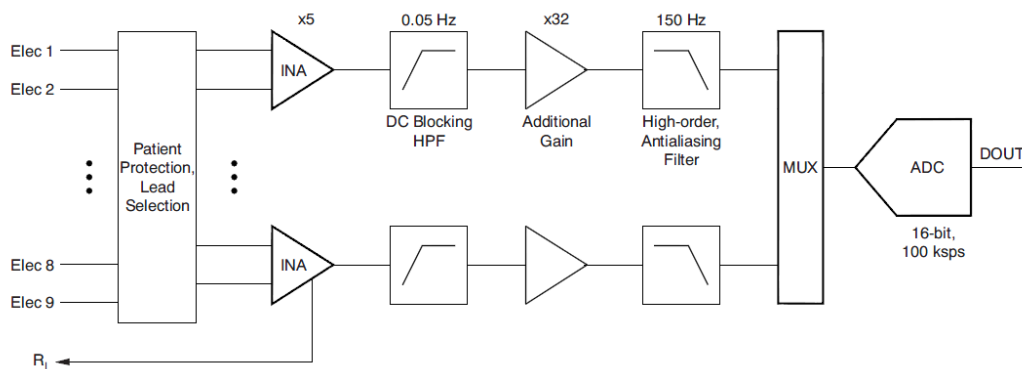 x5
0.05 Hz
x32
150 Hz
Elec 1
Elec 2
INA
DC Blocking
HPF
Additional
Gain
High-order,
Antialiasing
Filter
Patient
Protection,
Lead
Selection
MUX
ADC
DOUT
16-bit,
100 ksps
Elec 8
Elec 9
INA
RL